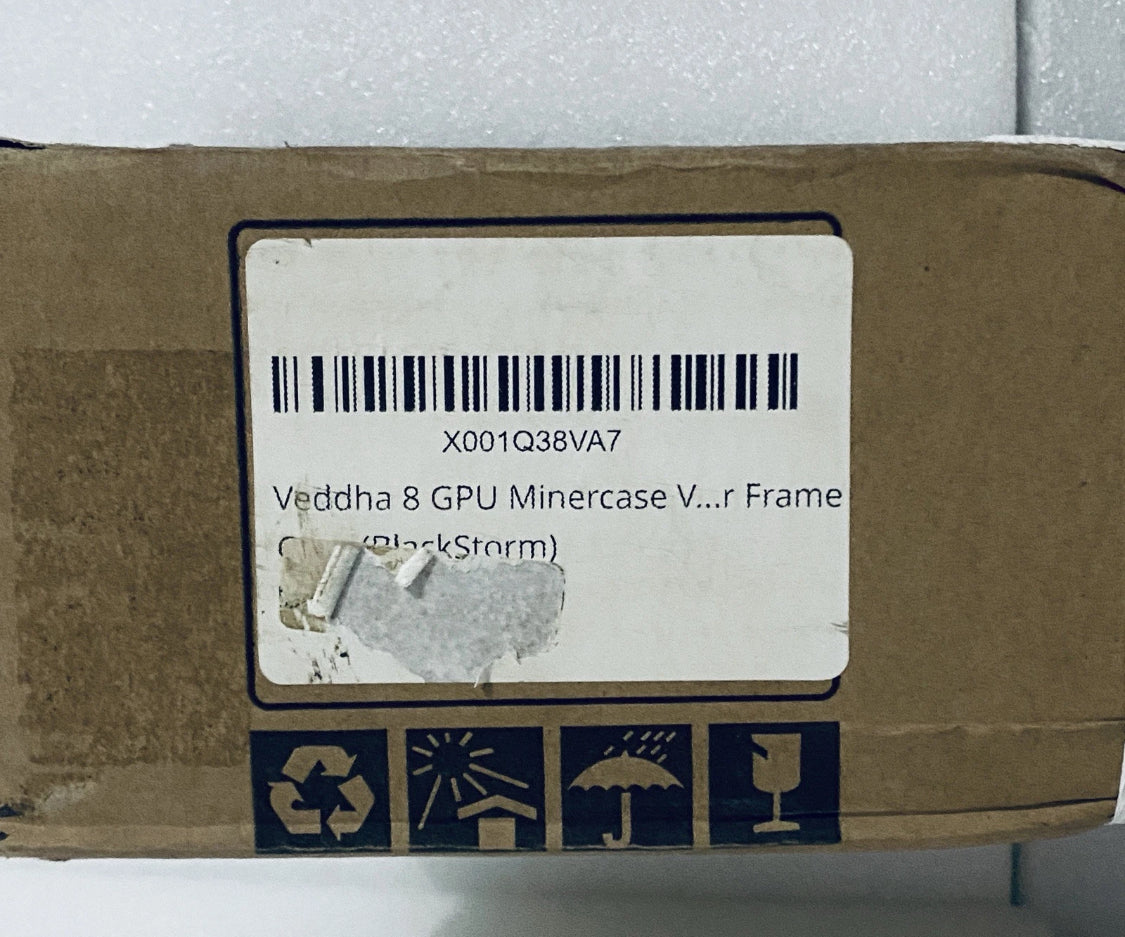 X001Q38VA7
Veddha 8 GPU Minercase V...r Frame
(BlackStorm)